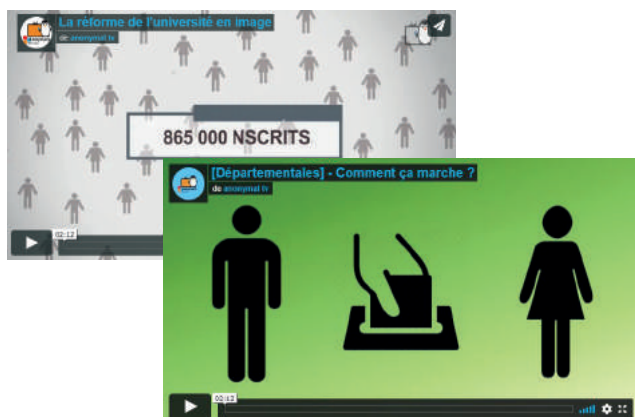 La réforme de l'université en image
de anonymal tv
865 000 NSCRITS
02:12
[Départementales] - Comment ça marche ?
de anonymal tv
02:12